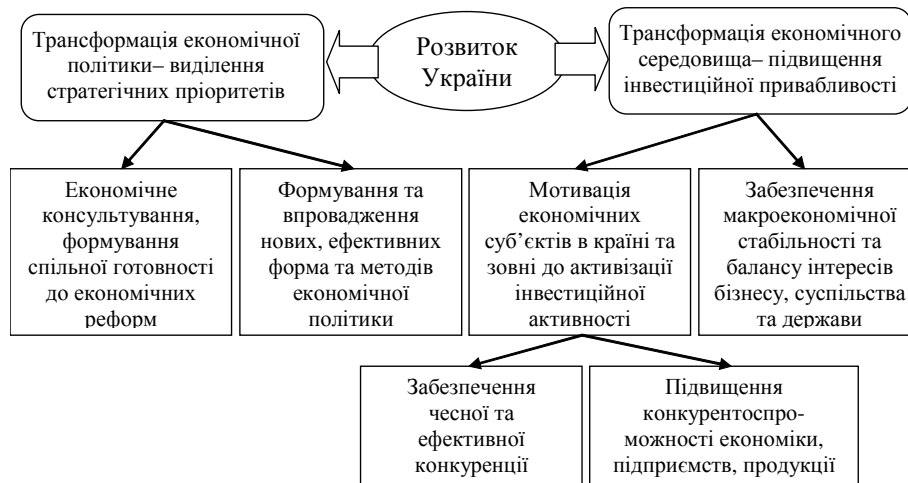 Трансформація економічної
політики– виділення
стратегічних пріоритетів
Розвиток
України
Трансформація економічного
середовища– підвищення
інвестиційної привабливості
Економічне
консультування,
формування
спільної готовності
до економічних
реформ
Формування та
впровадження
нових, ефективних
форма та методів
економічної
політики
Мотивація
економічних
суб’єктів в країні та
зовні до активізації
інвестиційної
активності
Забезпечення
макроекономічної
стабільності та
балансу інтересів
бізнесу, суспільства
та держави
Забезпечення
чесної та
ефективної
конкуренції
Підвищення
конкурентоспро-
можності економіки,
підприємств, продукції